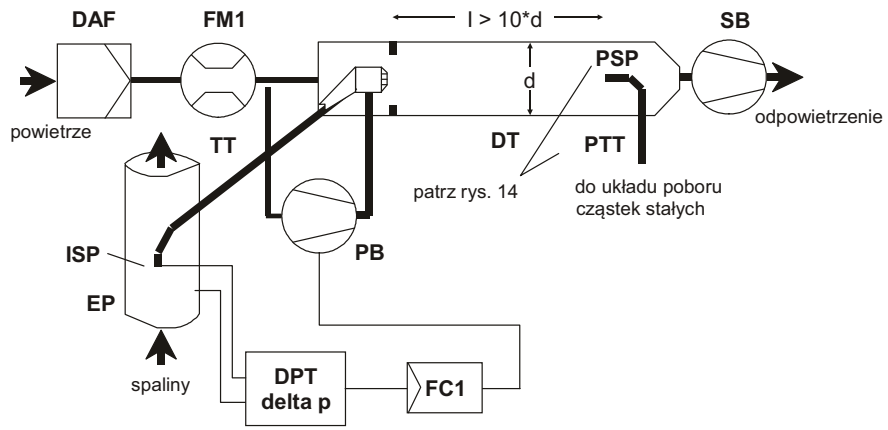 DAF
FM1
l > 10*d
SB
PSP
d
powietrze
TT
DT
PTT
odpowietrzenie
patrz rys. 14
do układu poboru
cząstek stałych
ISP
PB
EP
spaliny
DPT
delta p
FC1